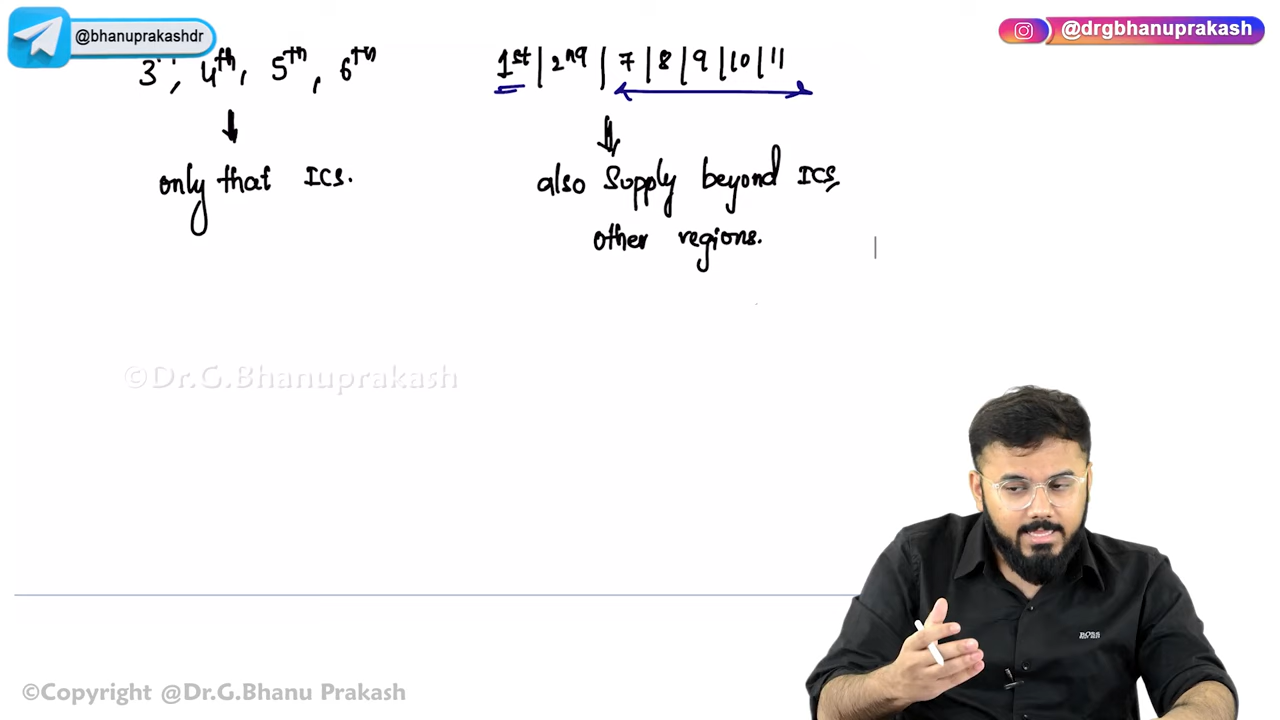 @bhanuprakashdr
@drgbhanuprakash
3rd, 4th, 5th, 6th
1st | 2nd | 7 | 8 | 9 | 10 | 11
only that ICS.
also Supply beyond ICS,
other regions.
©Dr.G.Bhanuprakash
BOSS
©Copyright @Dr.G.Bhanu Prakash